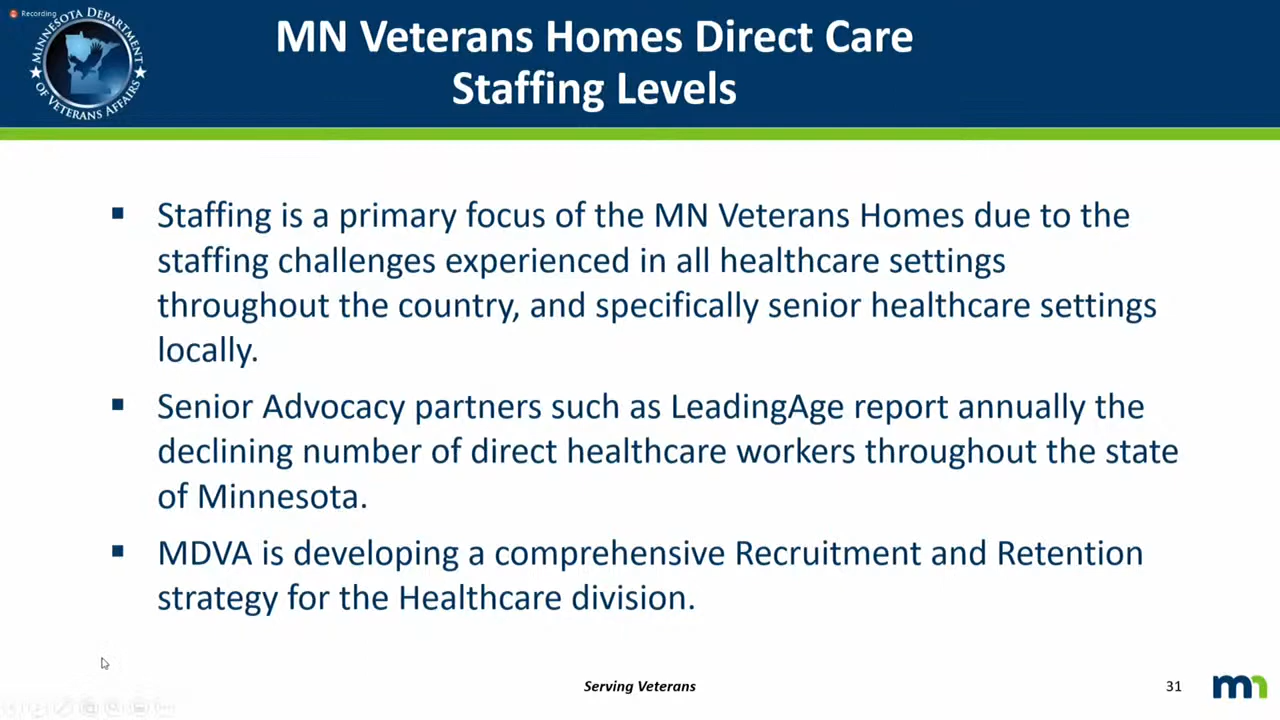 Recording
MINNESOTA DEPARTMENT
OF VETERANS AFFAIRS
MN Veterans Homes Direct Care
Staffing Levels
▪ Staffing is a primary focus of the MN Veterans Homes due to the
staffing challenges experienced in all healthcare settings
throughout the country, and specifically senior healthcare settings
locally.
▪ Senior Advocacy partners such as LeadingAge report annually the
declining number of direct healthcare workers throughout the state
of Minnesota.
▪ MDVA is developing a comprehensive Recruitment and Retention
strategy for the Healthcare division.
Serving Veterans
31
mn